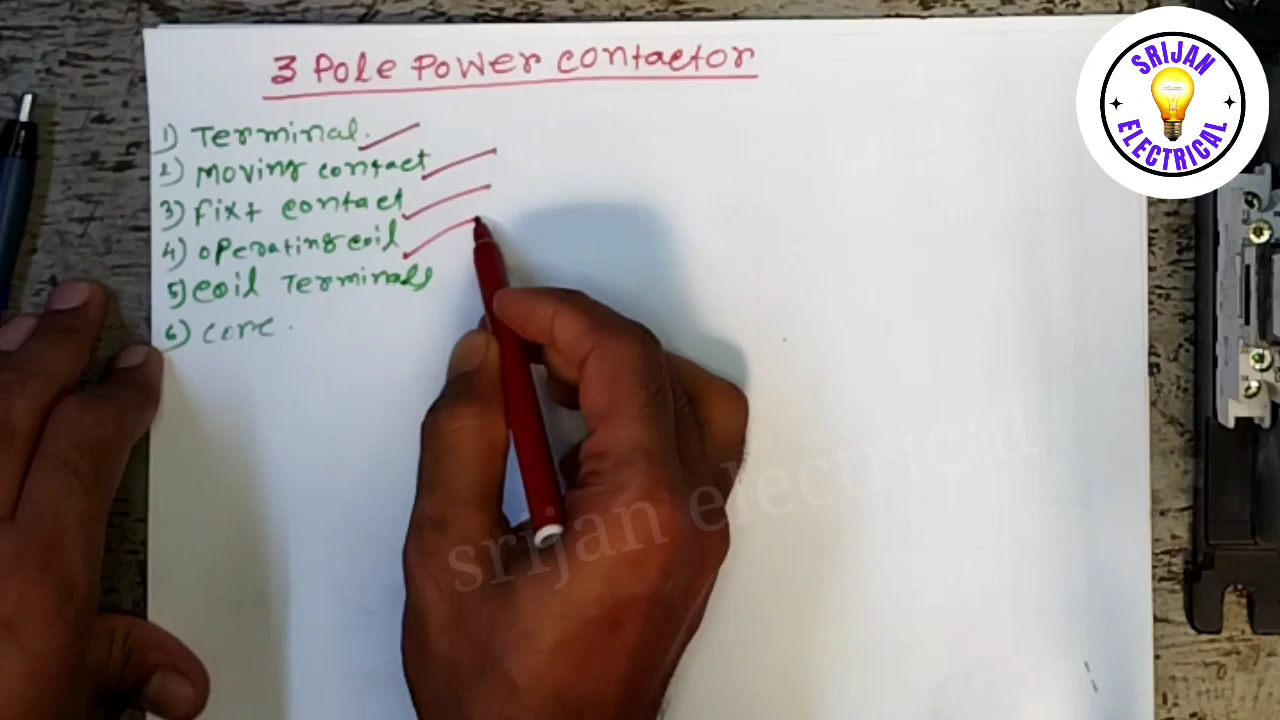 3 Pole Power contactor
1) Terminal.
2) Moving contact
3) Fixt contact
4) operating coil
5) coil Terminals
6) core.
SRIJAN
ELECTRICAL
srijan electrical